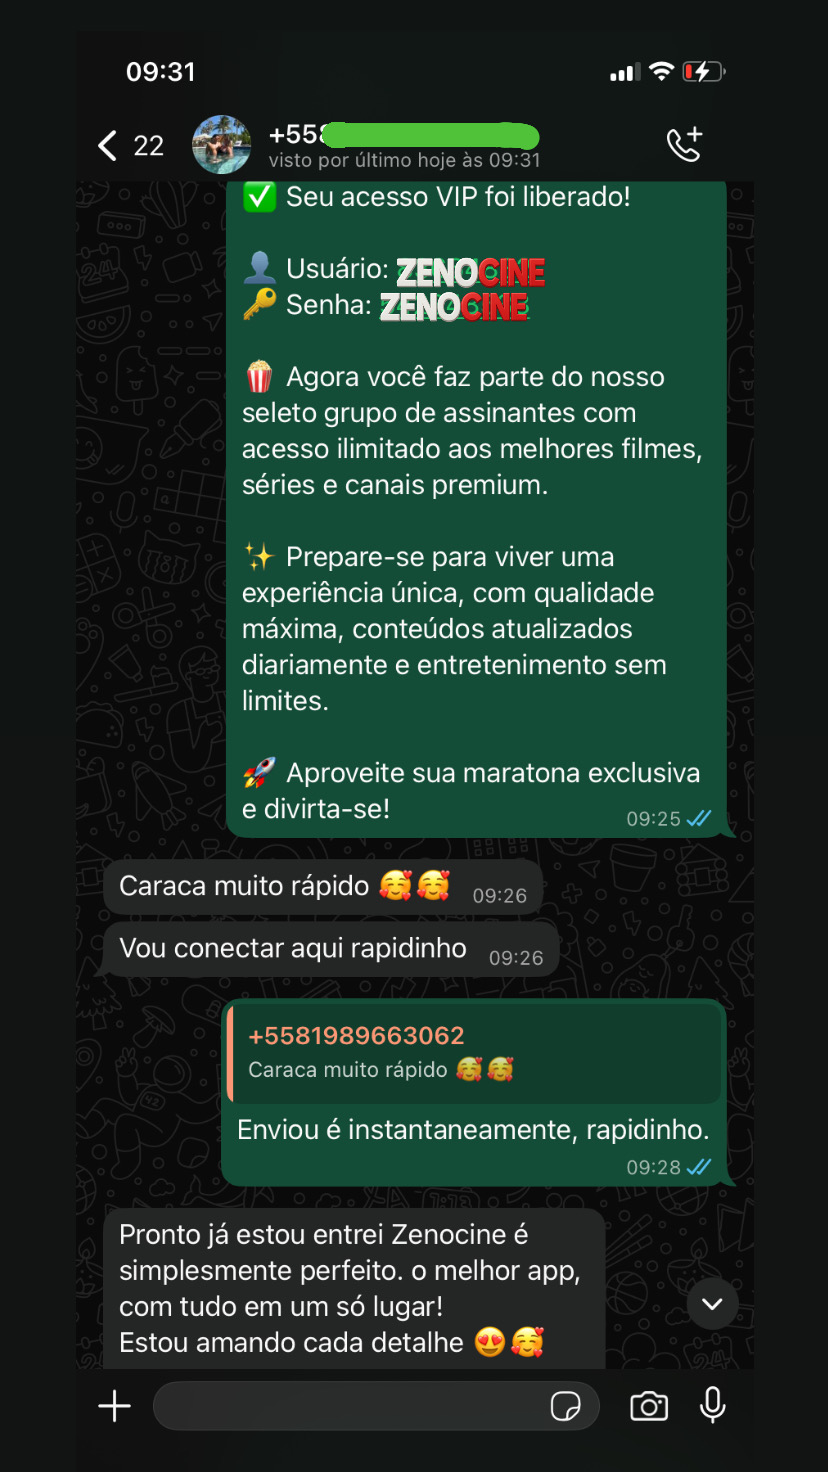 09:31
22
+558
visto por último hoje às 09:31
✅ Seu acesso VIP foi liberado!
👤 Usuário: ZENOCINE
🔑 Senha: ZENOCINE
🍿 Agora você faz parte do nosso
seleto grupo de assinantes com
acesso ilimitado aos melhores filmes,
séries e canais premium.
✨ Prepare-se para viver uma
experiência única, com qualidade
máxima, conteúdos atualizados
diariamente e entretenimento sem
limites.
🚀 Aproveite sua maratona exclusiva
e divirta-se!
09:25
Caraca muito rápido 🥰🥰
09:26
Vou conectar aqui rapidinho
09:26
+5581989663062
Caraca muito rápido 🥰🥰
Enviou é instantaneamente, rapidinho.
09:28
Pronto já estou entrei Zenocine é
simplesmente perfeito. o melhor app,
com tudo em um só lugar!
Estou amando cada detalhe 😍🥰